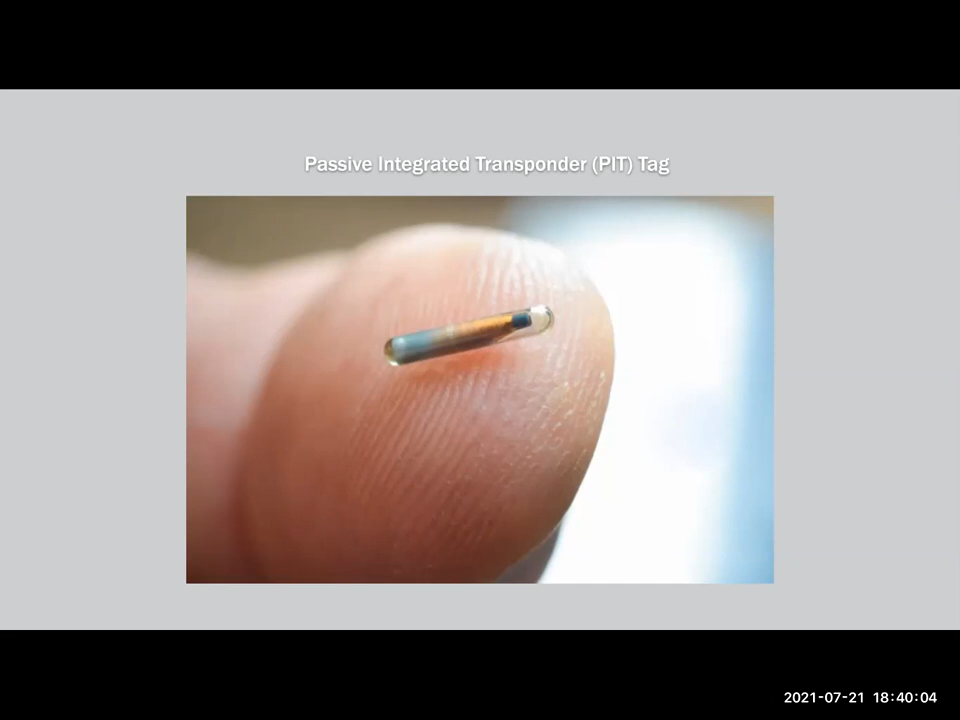 Passive Integrated Transponder (PIT) Tag
2021-07-21 18:40:04